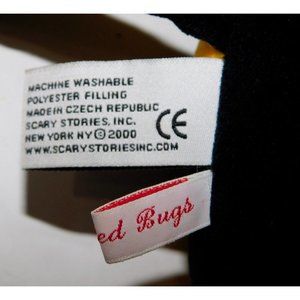 MACHINE WASHABLE
POLYESTER FILLING
MADE IN CZECH REPUBLIC
SCARY STORIES, INC.
NEW YORK NY © 2000
WWW.SCARYSTORIESINC.COM
CE
ed Bugs